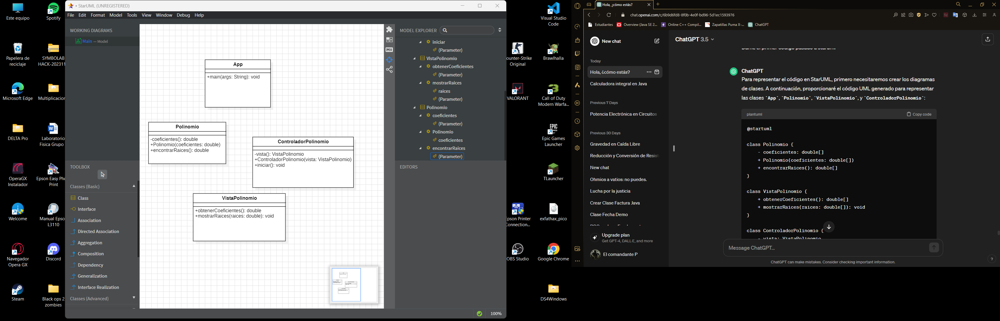 Este equipo
Spotify
Papelera de
reciclaje
SYMBOLAB
HACK-202311
Microsoft Edge
Multiplicacion
DELTA Pro
Laboratorio
Fisica Grupo
OperaGX
Instalador
Epson Easy Pho
Print
Welcome
Manual Epso
L3110
Navegador
Opera GX
Discord
Steam
Black ops 2
zombies
• StarUML (UNREGISTERED)
File Edit Format Model Tools View Window Debug Help
WORKING DIAGRAMS
Main — Model
TOOLBOX
Classes (Basic)
Class
Interface
Association
Directed Association
Aggregation
Composition
Dependency
Generalization
Interface Realization
Classes (Advanced)
App
+main(args: String): void
Polinomio
-coeficientes(): double
+Polinomio(coeficientes: double)
+encontrarRaices(): double
ControladorPolinomio
-vista(): VistaPolinomio
+ControladorPolinomio(vista: VistaPolinomio)
+iniciar(): void
VistaPolinomio
+obtenerCoeficientes(): double
+mostrarRaices(raices: double): void
MODEL EXPLORER
iniciar
(Parameter)
VistaPolinomio
obtenerCoeficientes
(Parameter)
mostrarRaices
raices
(Parameter)
Polinomio
coeficientes
(Parameter)
Polinomio
coeficientes
encontrarRaices
(Parameter)
EDITORS
100%
Visual Studio
Code
ounter-Strike
Original
Brawlhalla
VALORANT
Call of Duty
Modern Warfa...
Epic Games
Launcher
TLauncher
Epson Printer
Connection...
exfathax_pico
OBS Studio
Google Chrome
DS4Windows
Hola, ¿cómo estás?
chat.openai.com/c/6b9d6fd8-8f0b-4e0f-bd96-5d1ec1593976
Estudiantes
Overview (Java SE 2...
Online C++ Compil...
Zapatillas Puma X-...
ChatGPT
New chat
Today
Hola, ¿cómo estás?
Calculadora integral en Java
Previous 7 Days
Potencia Electrónica en Circuitos
Previous 30 Days
Gravedad en Caída Libre
Reducción y Conversión de Resist
New chat
Ohmios a vatios: no puedes.
Lucha por la justicia
Crear Clase Factura Java
Clase Fecha Demo
Upgrade plan
Get GPT-4, DALL·E, and more
El comandante P
ChatGPT 3.5
Dame el primer codigo pasado a staruml
ChatGPT
Para representar el código en StarUML, primero necesitaremos crear los diagramas
de clases. A continuación, proporcionaré el código UML generado para representar
las clases `App`, `Polinomio`, `VistaPolinomio`, y `ControladorPolinomio`:
plantuml
Copy code
@startuml
class Polinomio {
- coeficientes: double[]
+ Polinomio(coeficientes: double[])
+ encontrarRaices(): double[]
}
class VistaPolinomio {
+ obtenerCoeficientes(): double[]
+ mostrarRaices(raices: double[]): void
}
class ControladorPolinomio {
- vista: VistaPolinomio
Message ChatGPT...
ChatGPT can make mistakes. Consider checking important information.
?